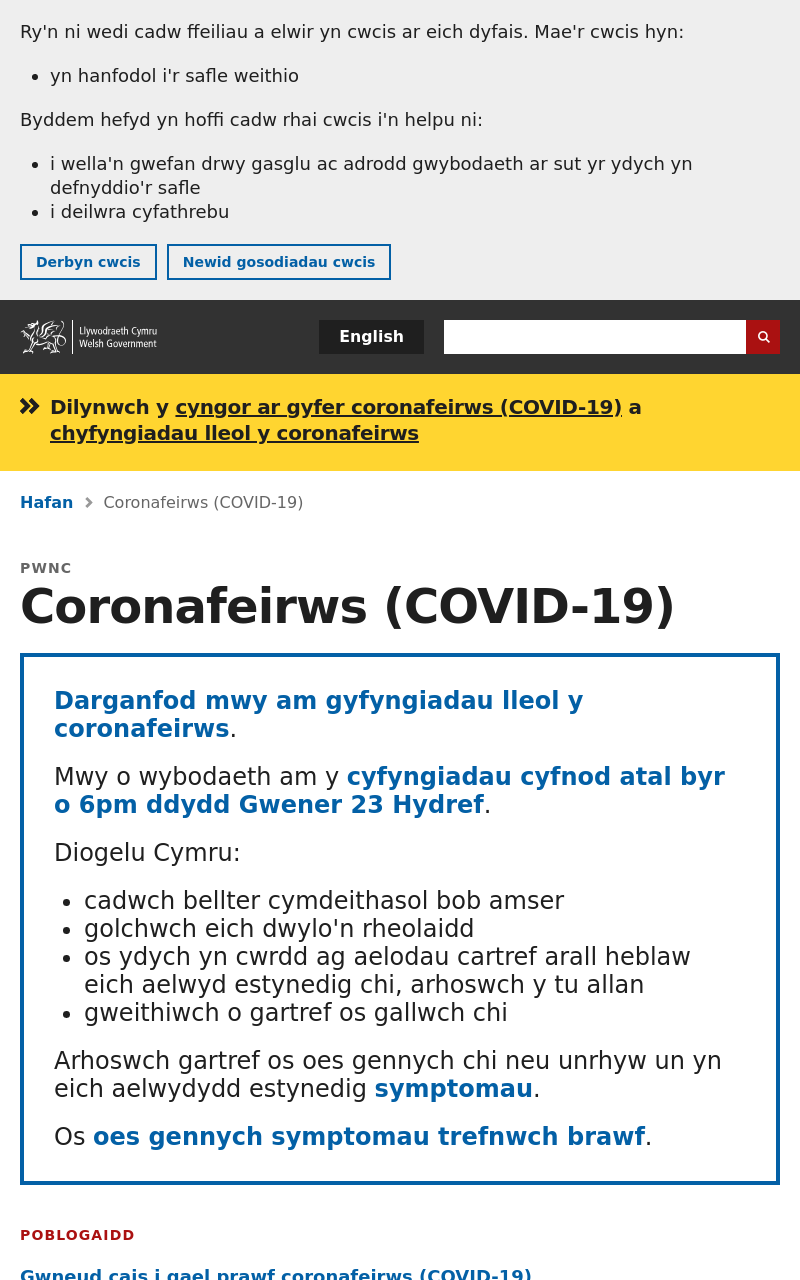 Ry'n ni wedi cadw ffeiliau a elwir yn cwcis ar eich dyfais. Mae'r cwcis hyn:
yn hanfodol i'r safle weithio
Byddem hefyd yn hoffi cadw rhai cwcis i'n helpu ni:
i wella'n gwefan drwy gasglu ac adrodd gwybodaeth ar sut yr ydych yn
defnyddio'r safle
i deilwra cyfathrebu
Derbyn cwcis
Newid gosodiadau cwcis
Llywodraeth Cymru
Welsh Government
English
Dilynwch y cyngor ar gyfer coronafeirws (COVID-19) a
chyfyngiadau lleol y coronafeirws
Hafan
Coronafeirws (COVID-19)
PWNC
Coronafeirws (COVID-19)
Darganfod mwy am gyfyngiadau lleol y
coronafeirws.
Mwy o wybodaeth am y cyfyngiadau cyfnod atal byr
o 6pm ddydd Gwener 23 Hydref.
Diogelu Cymru:
cadwch bellter cymdeithasol bob amser
golchwch eich dwylo'n rheolaidd
os ydych yn cwrdd ag aelodau cartref arall heblaw
eich aelwyd estynedig chi, arhoswch y tu allan
gweithiwch o gartref os gallwch chi
Arhoswch gartref os oes gennych chi neu unrhyw un yn
eich aelwydydd estynedig symptomau.
Os oes gennych symptomau trefnwch brawf.
POBLOGAIDD
Gwneud cais i gael prawf coronafeirws (COVID-19)